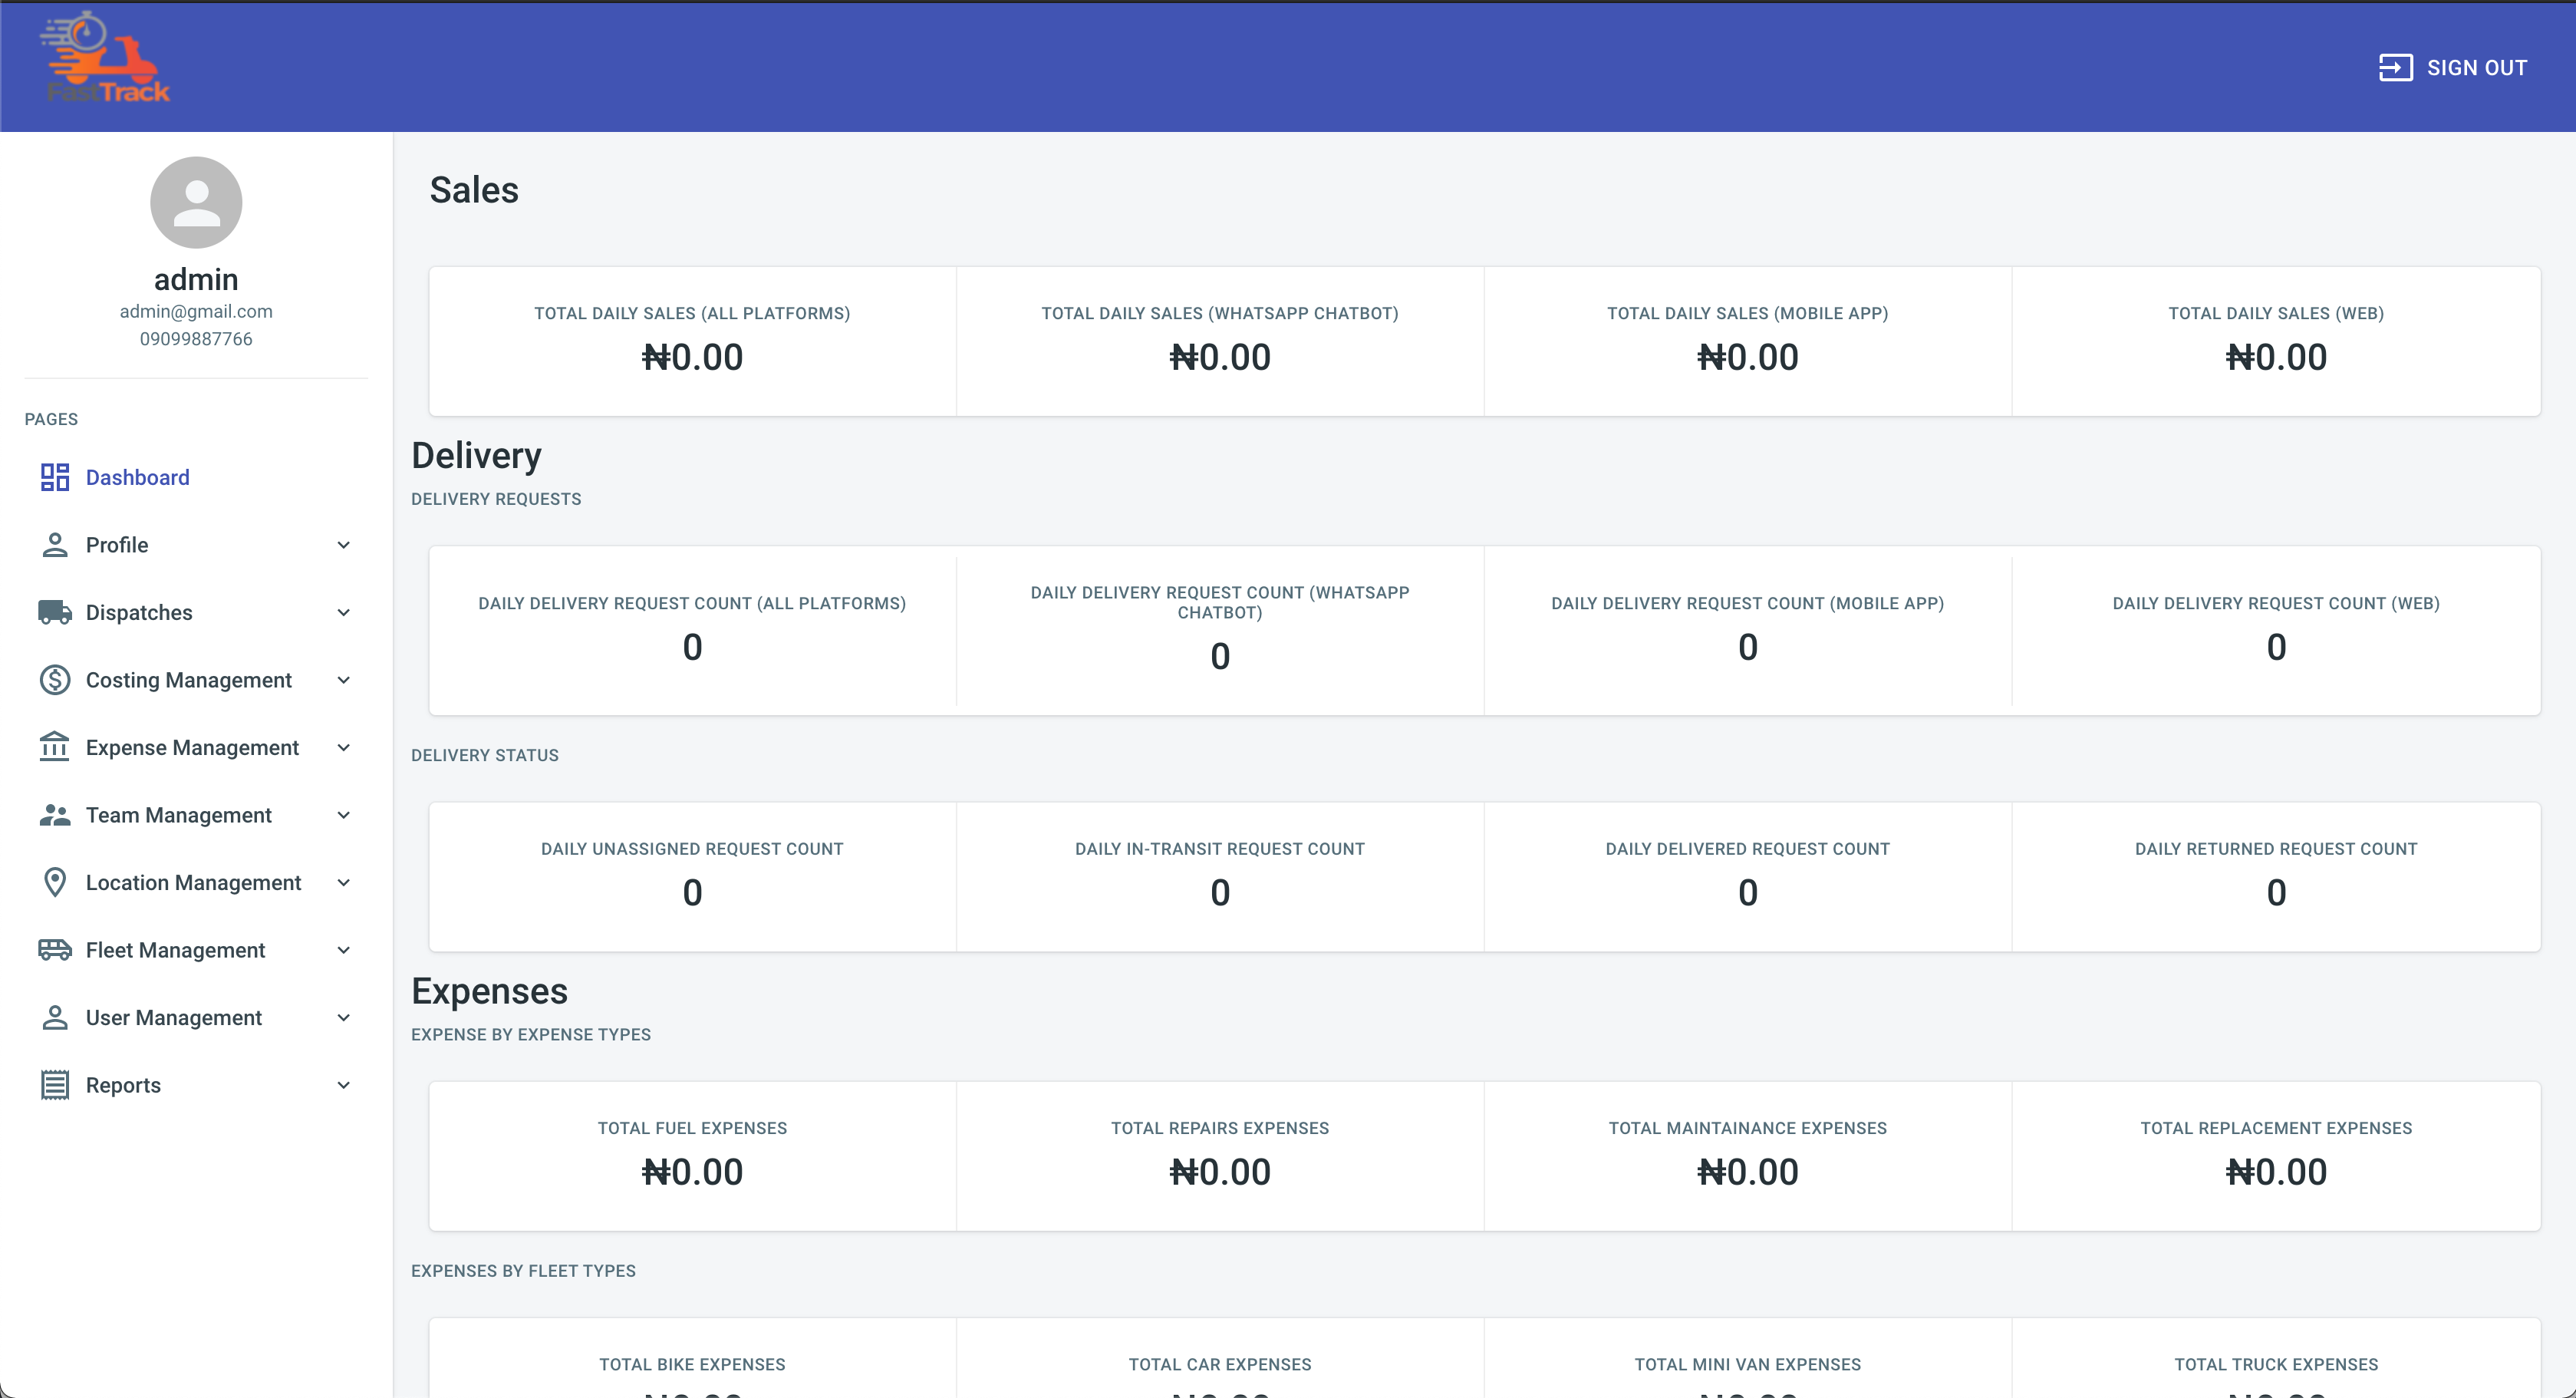 FastTrack
SIGN OUT
admin
admin@gmail.com
09099887766
PAGES
Dashboard
Profile
Dispatches
Costing Management
Expense Management
Team Management
Location Management
Fleet Management
User Management
Reports
Sales
TOTAL DAILY SALES (ALL PLATFORMS)
₦0.00
TOTAL DAILY SALES (WHATSAPP CHATBOT)
₦0.00
TOTAL DAILY SALES (MOBILE APP)
₦0.00
TOTAL DAILY SALES (WEB)
₦0.00
Delivery
DELIVERY REQUESTS
DAILY DELIVERY REQUEST COUNT (ALL PLATFORMS)
0
DAILY DELIVERY REQUEST COUNT (WHATSAPP
CHATBOT)
0
DAILY DELIVERY REQUEST COUNT (MOBILE APP)
0
DAILY DELIVERY REQUEST COUNT (WEB)
0
DELIVERY STATUS
DAILY UNASSIGNED REQUEST COUNT
0
DAILY IN-TRANSIT REQUEST COUNT
0
DAILY DELIVERED REQUEST COUNT
0
DAILY RETURNED REQUEST COUNT
0
Expenses
EXPENSE BY EXPENSE TYPES
TOTAL FUEL EXPENSES
₦0.00
TOTAL REPAIRS EXPENSES
₦0.00
TOTAL MAINTAINANCE EXPENSES
₦0.00
TOTAL REPLACEMENT EXPENSES
₦0.00
EXPENSES BY FLEET TYPES
TOTAL BIKE EXPENSES
TOTAL CAR EXPENSES
TOTAL MINI VAN EXPENSES
TOTAL TRUCK EXPENSES